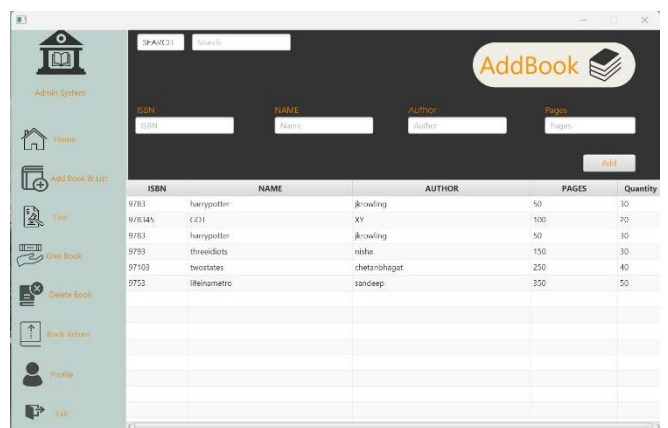 SEARCH Search
AddBook
Admin System
ISBN NAME Author Pages
ISBN Name Author Pages
Home
Add
Add Book & List
ISBN NAME AUTHOR PAGES Quantity
9783 harrypotter jkrowling 50 30
978345 GOT XY 100 20
9783 harrypotter jkrowling 50 30
9793 threeidiots nisha 150 30
97103 twostates chetanbhagat 250 40
9753 lifeinametro sandeep 350 50
Fine
Give Book
Delete Book
Book Return
Profile
Exit